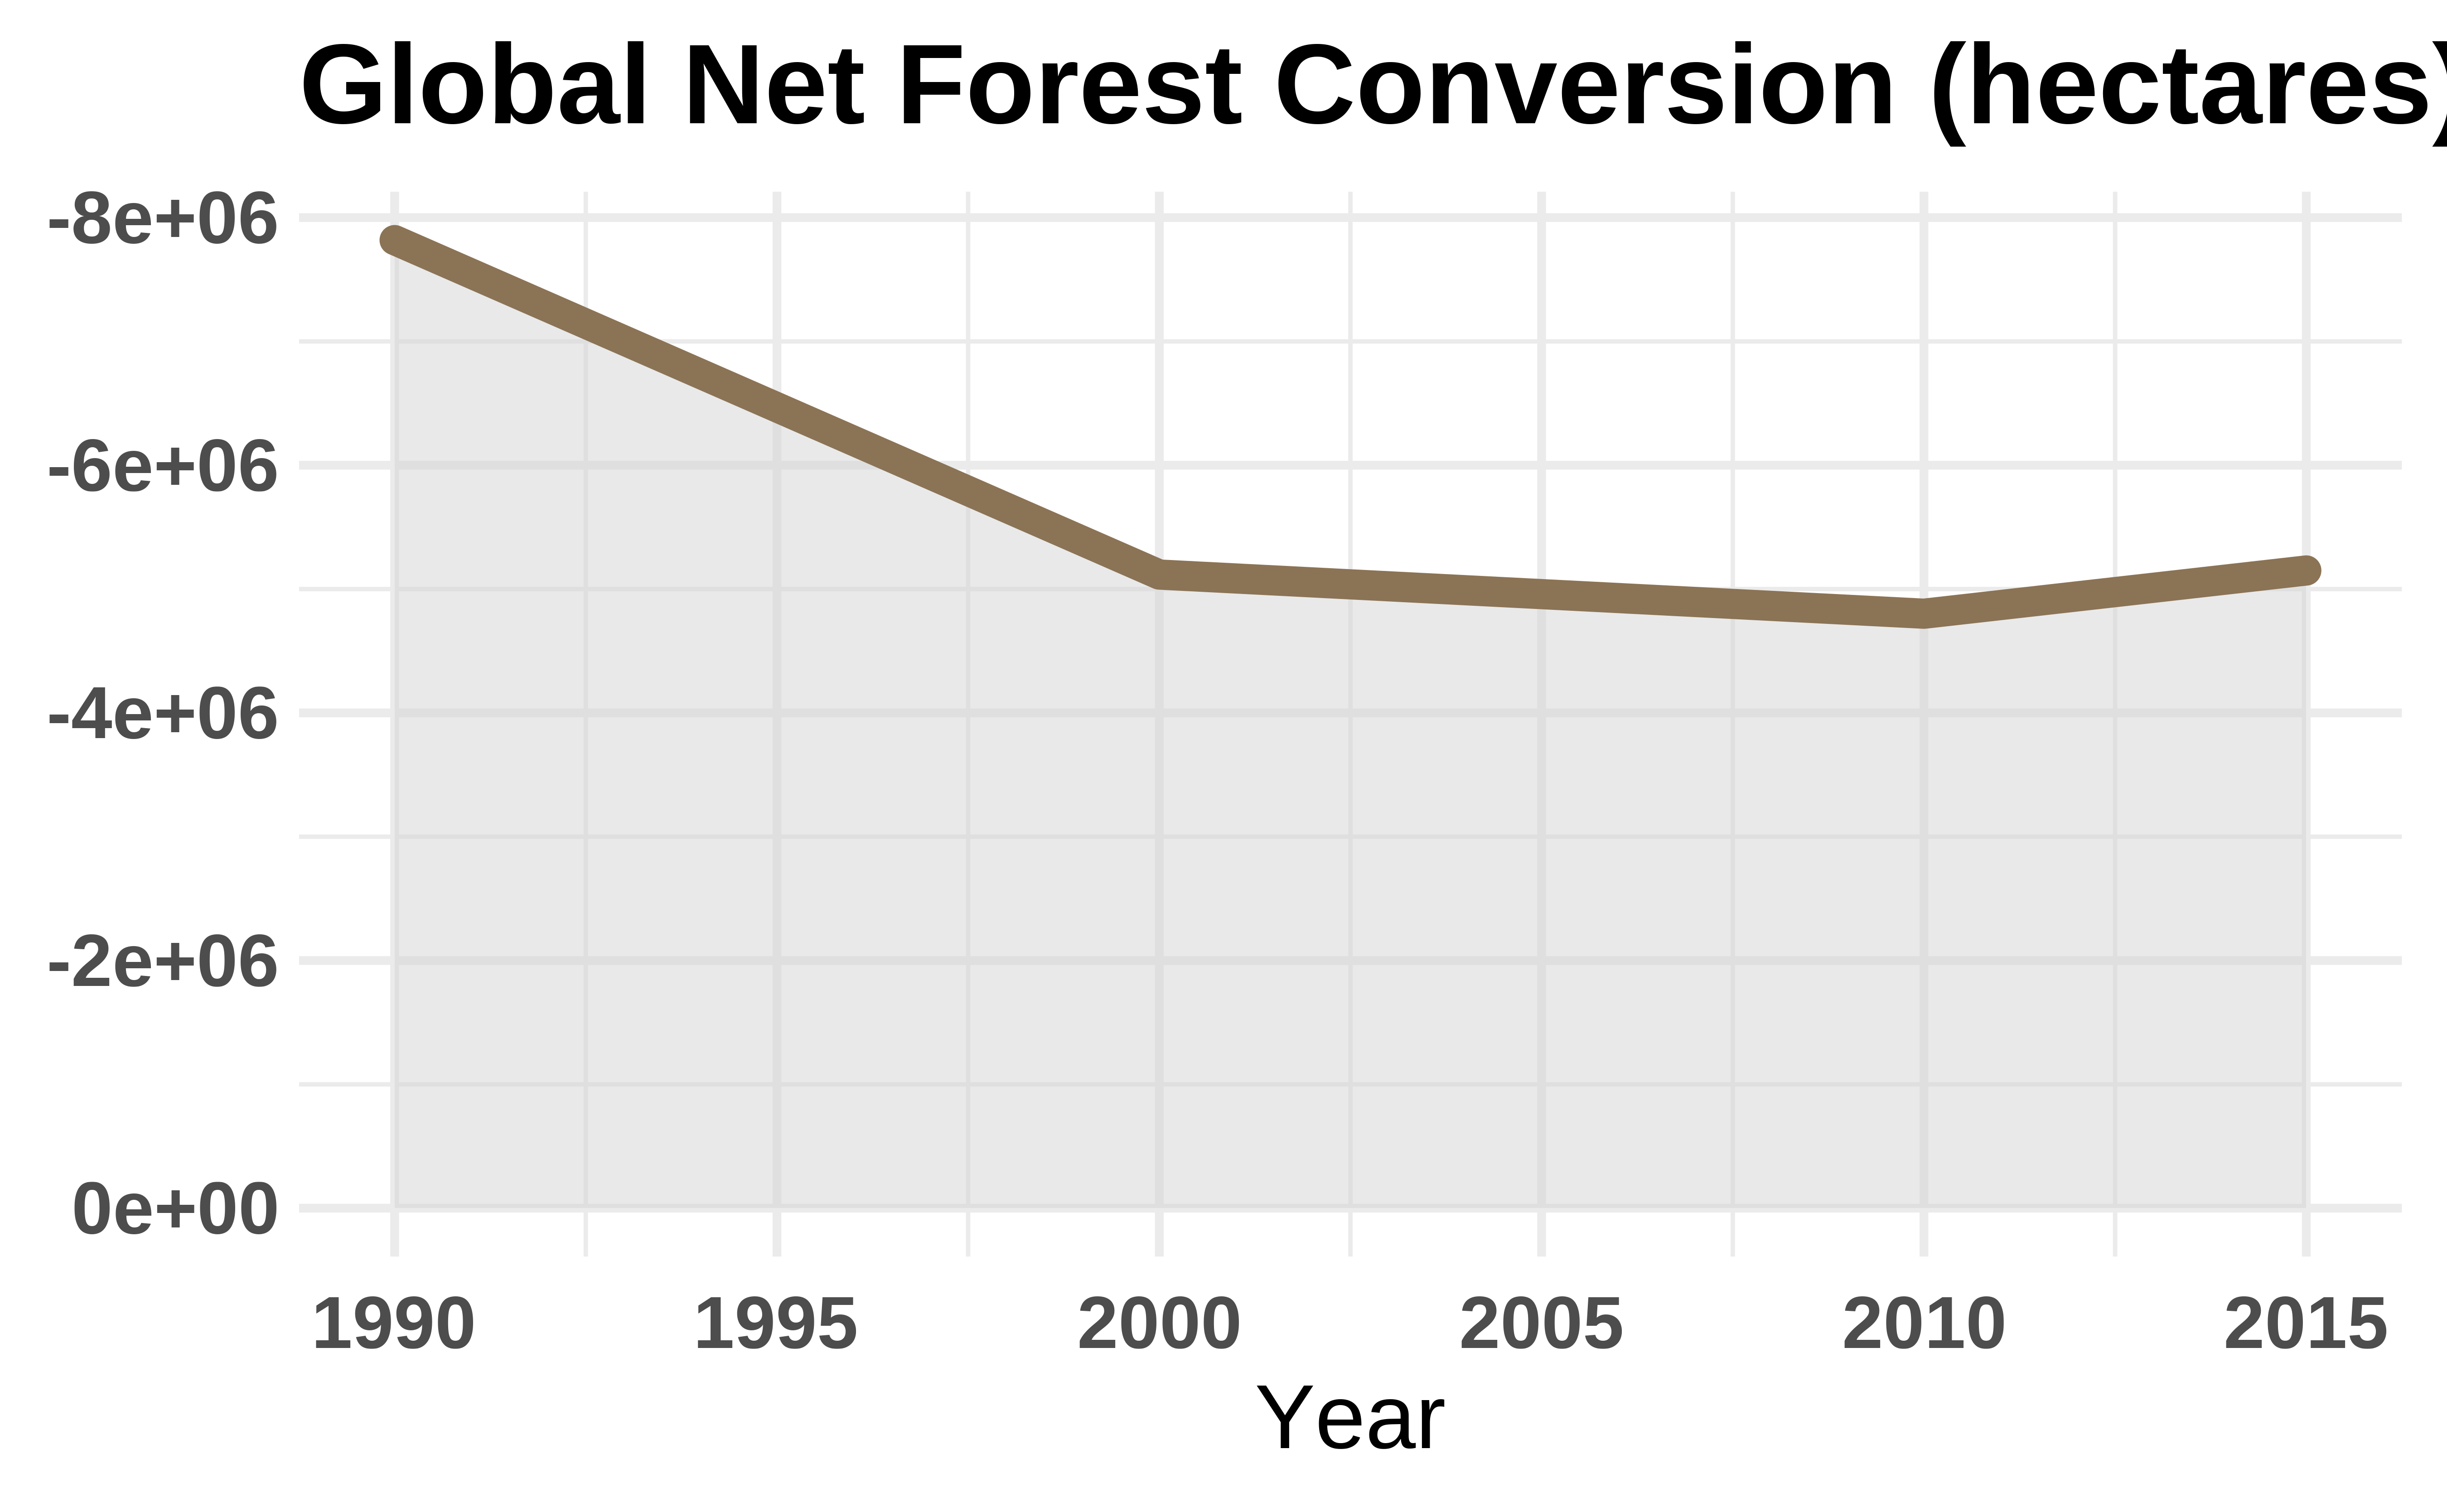 Global Net Forest Conversion (hectares)
-8e+06
-6e+06
-4e+06
-2e+06
0e+00
1990 1995 2000 2005 2010 2015
Year